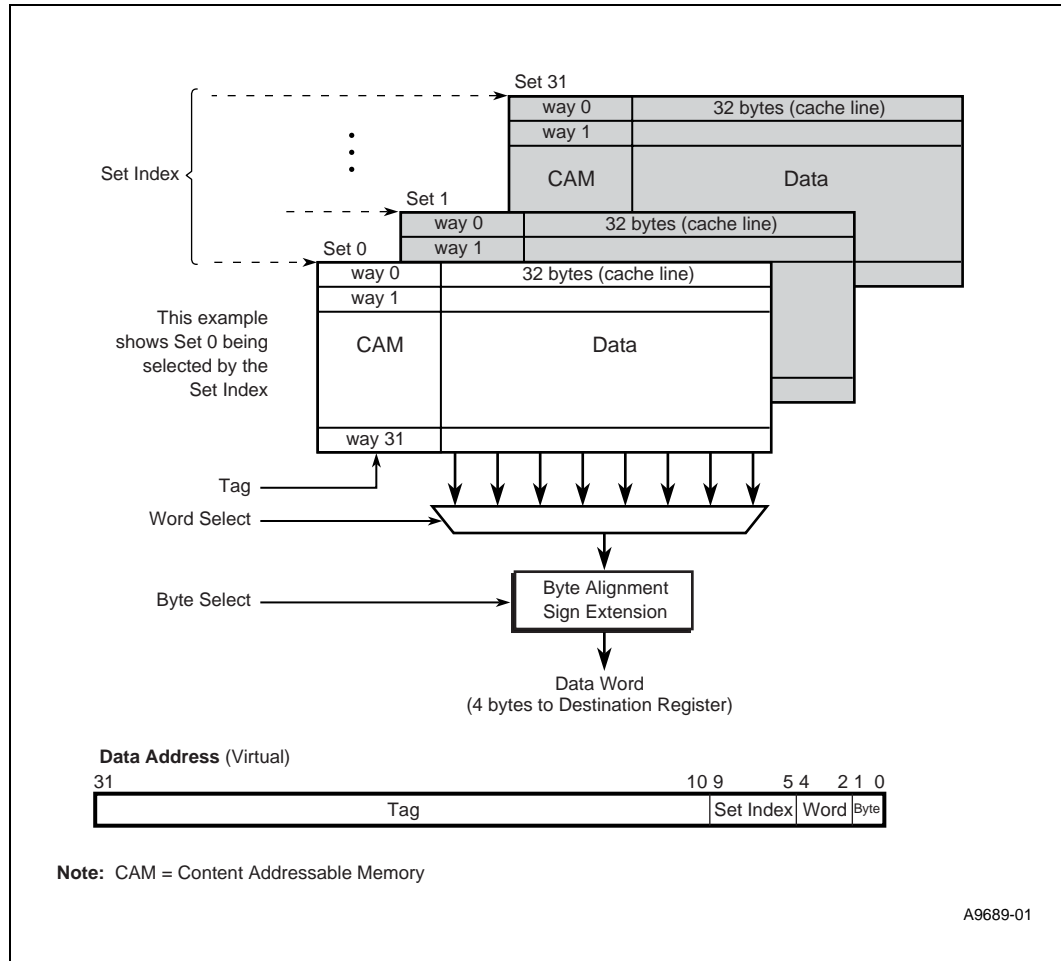 Set 31
way 0 32 bytes (cache line)
way 1
CAM Data
Set Index
Set 1
way 0 32 bytes (cache line)
way 1
Set 0
way 0 32 bytes (cache line)
way 1
This example
shows Set 0 being
selected by the
Set Index
CAM Data
way 31
Tag
Word Select
Byte Select
Byte Alignment
Sign Extension
Data Word
(4 bytes to Destination Register)
Data Address (Virtual)
31 10 9 5 4 2 1 0
Tag Set Index Word Byte
Note: CAM = Content Addressable Memory
A9689-01